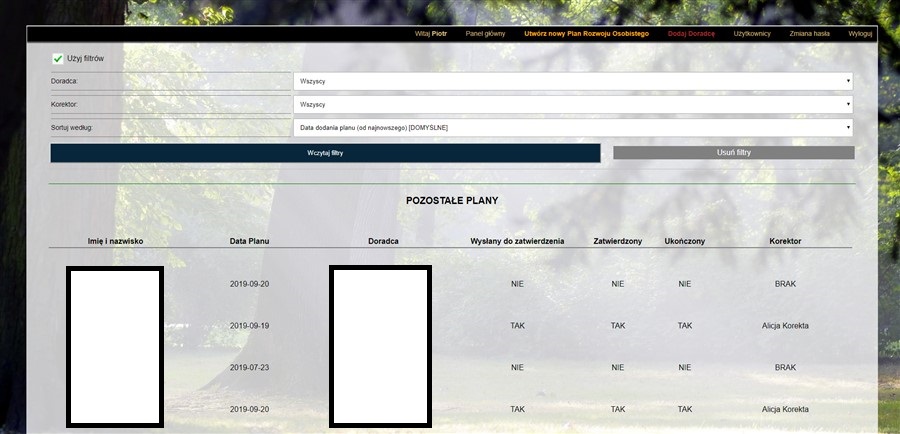 Witaj Piotr Panel główny Utwórz nowy Plan Rozwoju Osobistego Dodaj Doradcę Użytkownicy Zmiana hasła Wyloguj
Użyj filtrów
Doradca: Wszyscy
Korektor: Wszyscy
Sortuj według: Data dodania planu (od najnowszego) [DOMYŚLNE]
Wczytaj filtry Usuń filtry
POZOSTAŁE PLANY
Imię i nazwisko Data Planu Doradca Wysłany do zatwierdzenia Zatwierdzony Ukończony Korektor
2019-09-20 NIE NIE NIE BRAK
2019-09-19 TAK TAK TAK Alicja Korekta
2019-07-23 NIE NIE NIE BRAK
2019-09-20 TAK TAK TAK Alicja Korekta